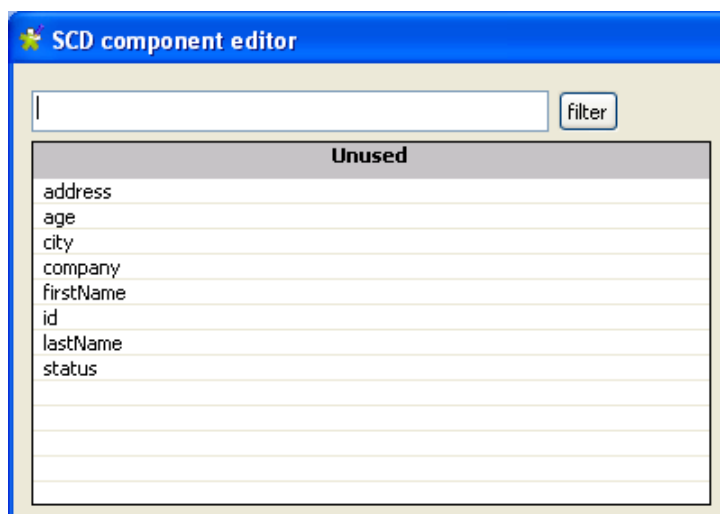 SCD component editor
filter
Unused
address
age
city
company
firstName
id
lastName
status